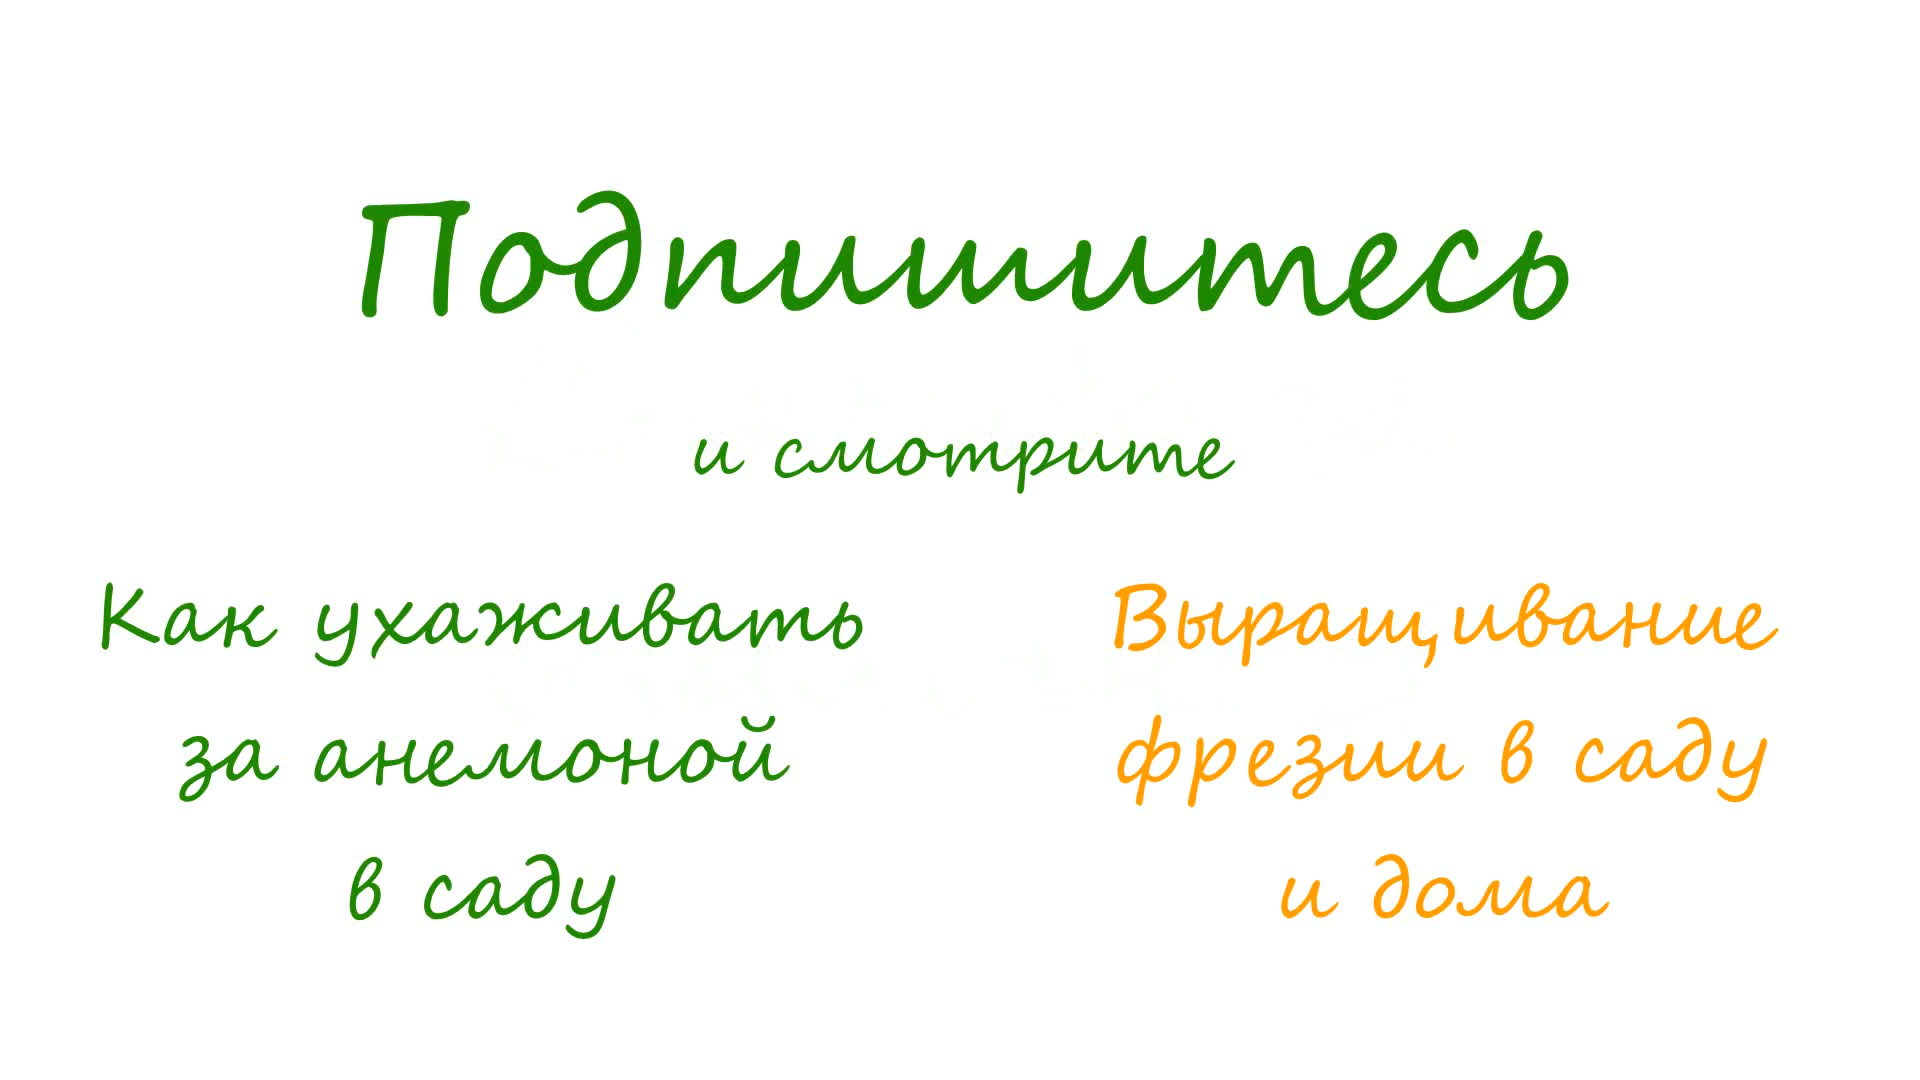 Подпишитесь
и смотрите
Как ухаживать
за анемоной
в саду
Выращивание
фрезии в саду
и дома